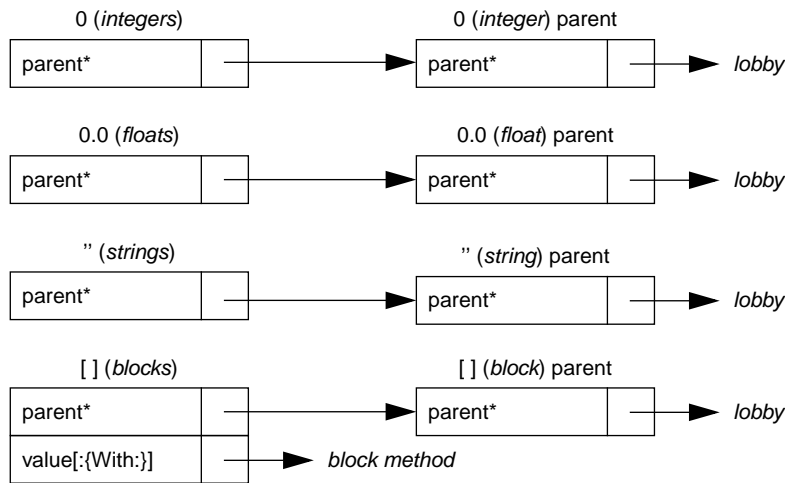 0 (integers) 0 (integer) parent
parent* parent* lobby
0.0 (floats) 0.0 (float) parent
parent* parent* lobby
’’ (strings) ’’ (string) parent
parent* parent* lobby
[ ] (blocks) [ ] (block) parent
parent* parent* lobby
value[:{With:}] block method